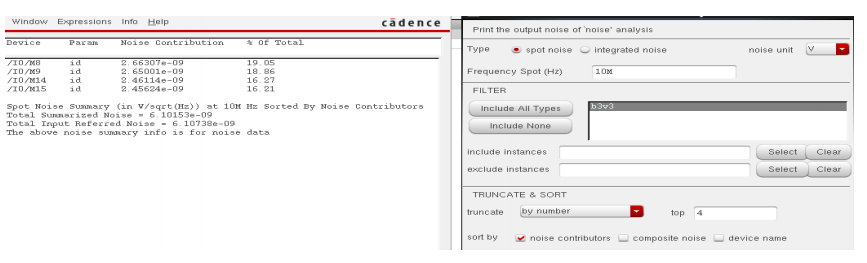 Window Expressions Info Help cādence
Device Param Noise Contribution % Of Total
/I0/M8 id 2.66307e-09 19.05
/I0/M9 id 2.65001e-09 18.86
/I0/M14 id 2.46114e-09 16.27
/I0/M15 id 2.45624e-09 16.21
Spot Noise Summary (in V/sqrt(Hz)) at 10M Hz Sorted By Noise Contributors
Total Summarized Noise = 6.10153e-09
Total Input Referred Noise = 6.10738e-09
The above noise summary info is for noise data
Print the output noise of 'noise' analysis
Type spot noise integrated noise noise unit V
Frequency Spot (Hz) 10M
FILTER
Include All Types b3v3
Include None
include instances Select Clear
exclude instances Select Clear
TRUNCATE & SORT
truncate by number top 4
sort by noise contributors composite noise device name